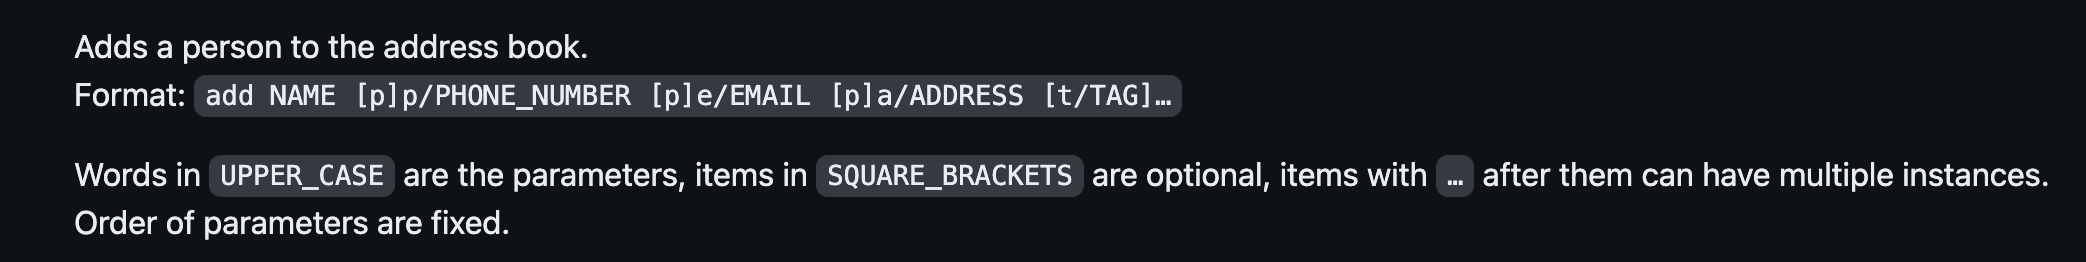 Adds a person to the address book.
Format: add NAME [p]p/PHONE_NUMBER [p]e/EMAIL [p]a/ADDRESS [t/TAG]…
Words in UPPER_CASE are the parameters, items in SQUARE_BRACKETS are optional, items with … after them can have multiple instances.
Order of parameters are fixed.